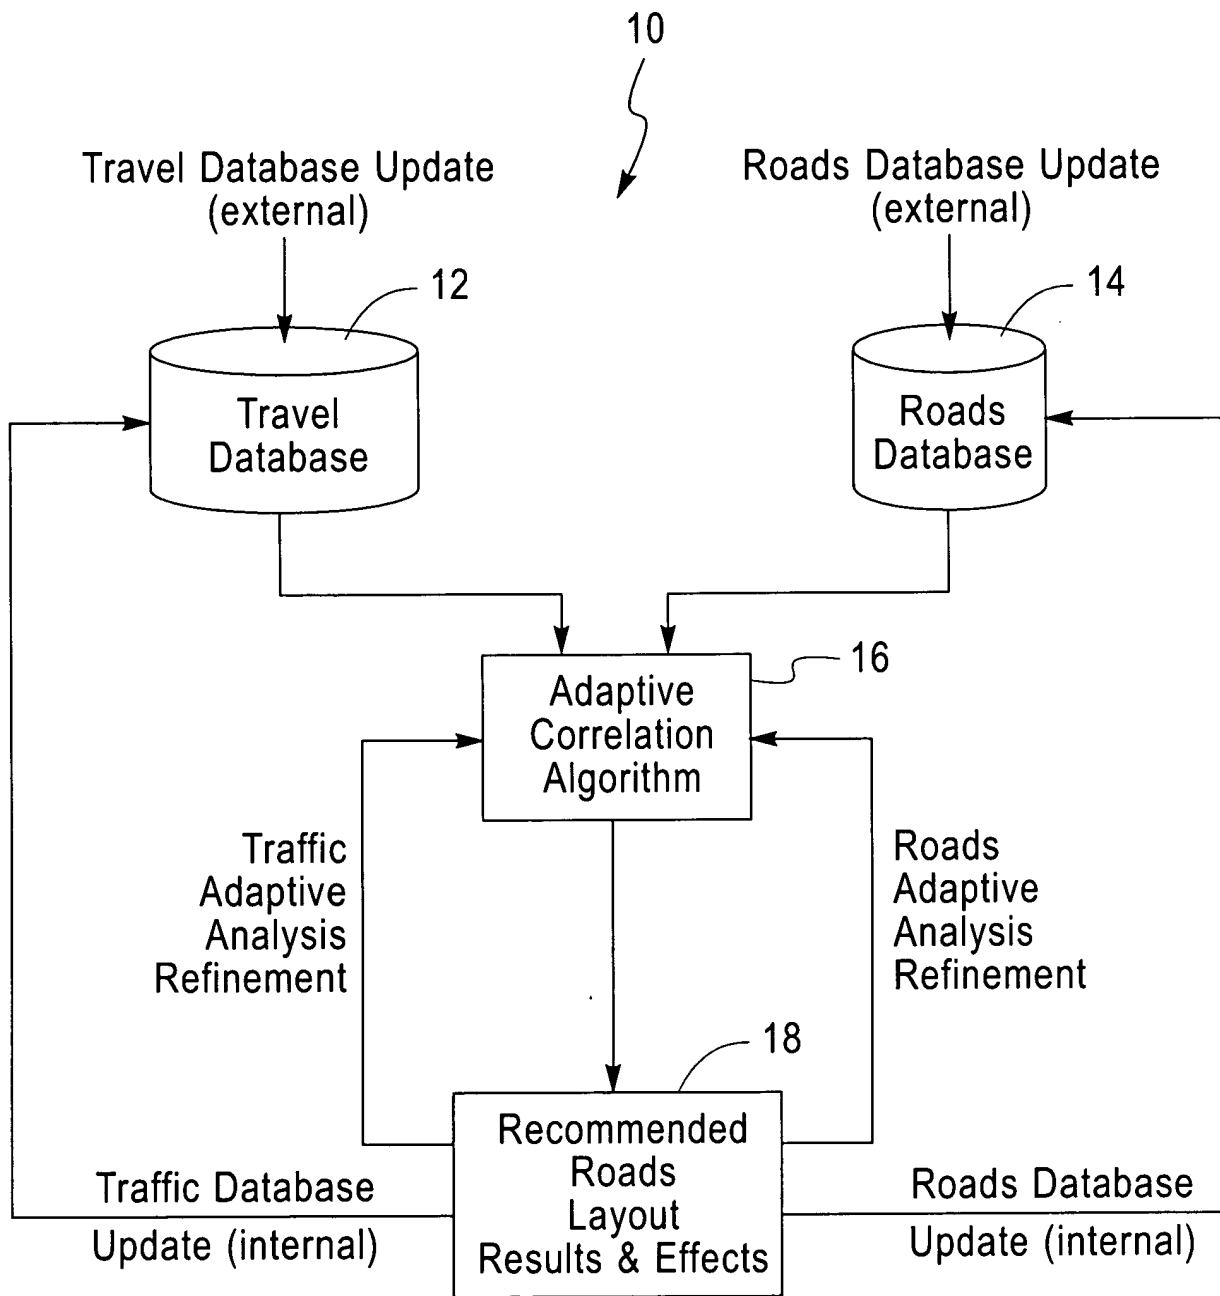 10
Travel Database Update
(external)
Roads Database Update
(external)
12
14
Travel
Database
Roads
Database
16
Adaptive
Correlation
Algorithm
Traffic
Adaptive
Analysis
Refinement
Roads
Adaptive
Analysis
Refinement
18
Recommended
Roads
Layout
Results & Effects
Traffic Database
Update (internal)
Roads Database
Update (internal)